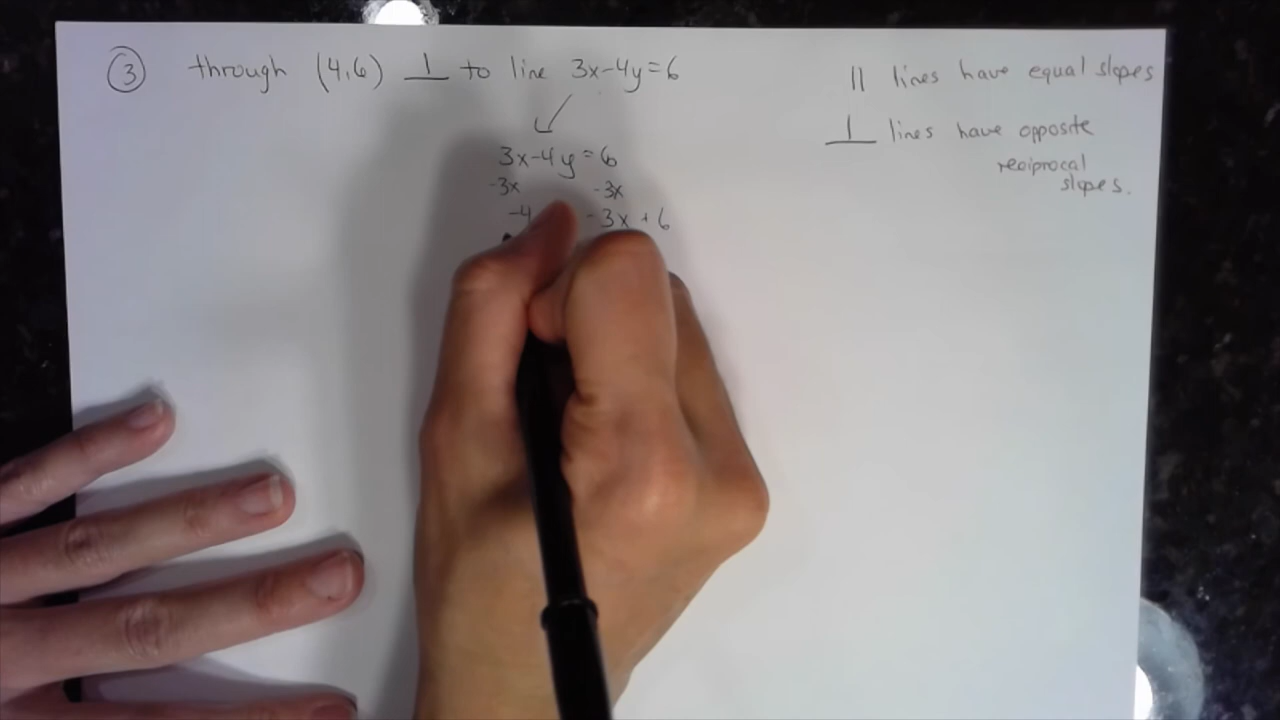 ③ through (4,6) ⊥ to line 3x-4y=6
3x-4y=6
-3x -3x
-4 -3x+6
|| lines have equal slopes
⊥ lines have opposite
reciprocal
slopes.